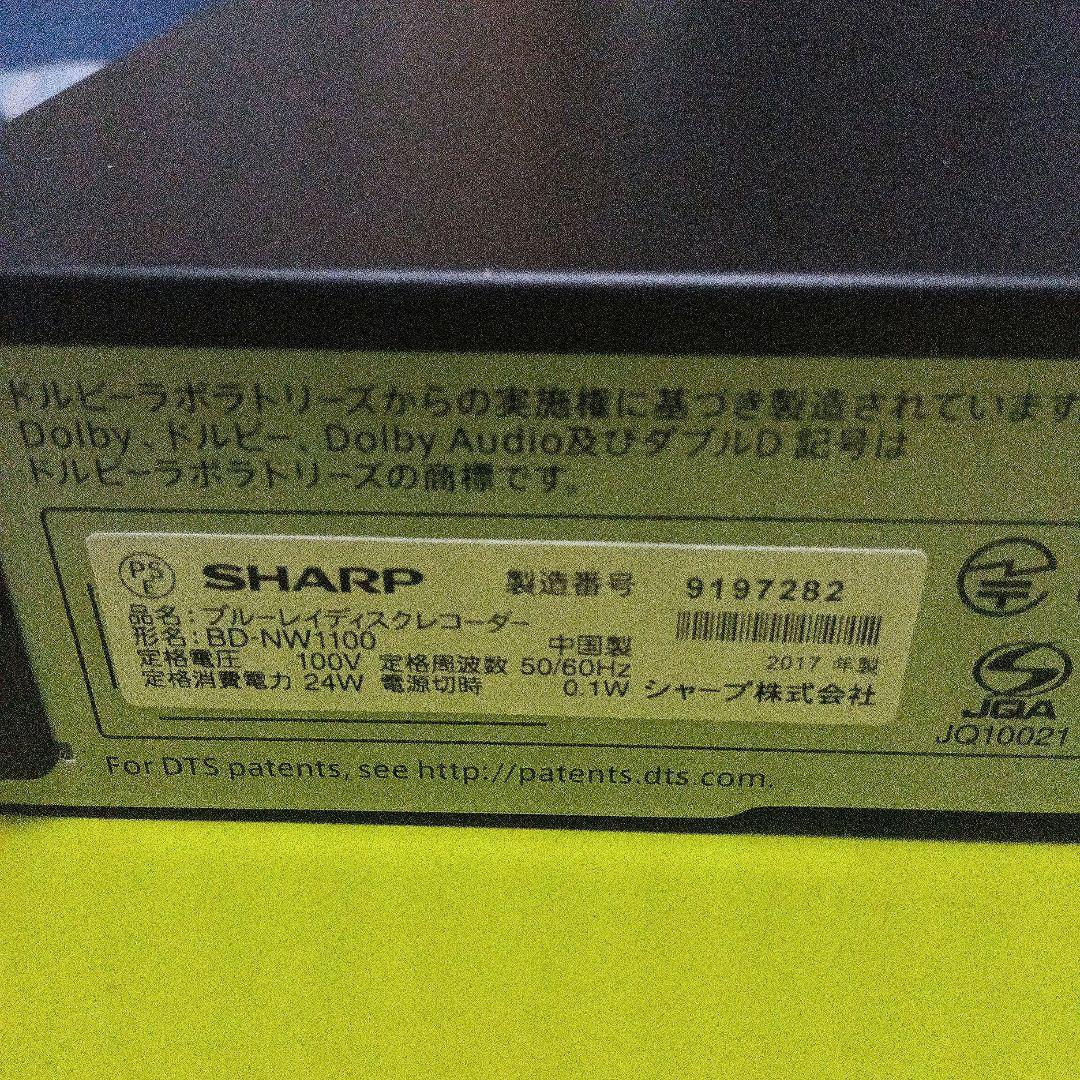 ドルビーラボラトリーズからの実施権に基づき製造されています
Dolby、ドルビー、Dolby Audio及びダブルD 記号は
ドルビーラボラトリーズの商標です。
PS
E
SHARP 製造番号 9197282
品名：ブルーレイディスクレコーダー
形名：BD-NW1100 中国製
定格電圧 100V 定格周波数 50/60Hz 2017 年製
定格消費電力 24W 電源切時 0.1W シャープ株式会社
JQA
JQ10021
For DTS patents, see http://patents.dts.com.